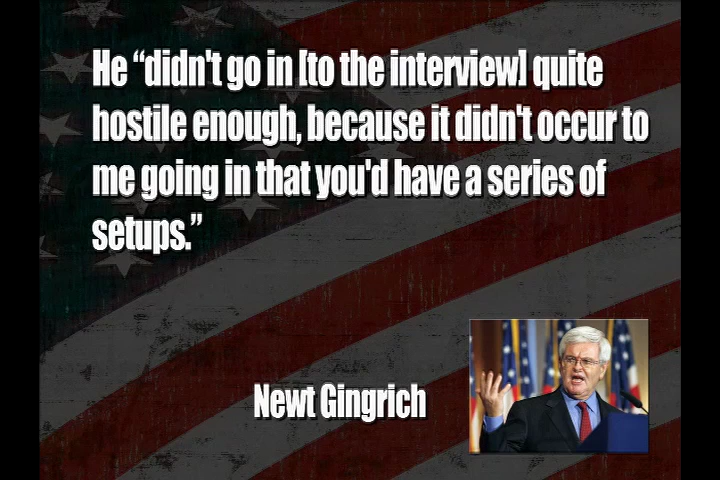 He “didn't go in [to the interview] quite
hostile enough, because it didn't occur to
me going in that you'd have a series of
setups.”
Newt Gingrich